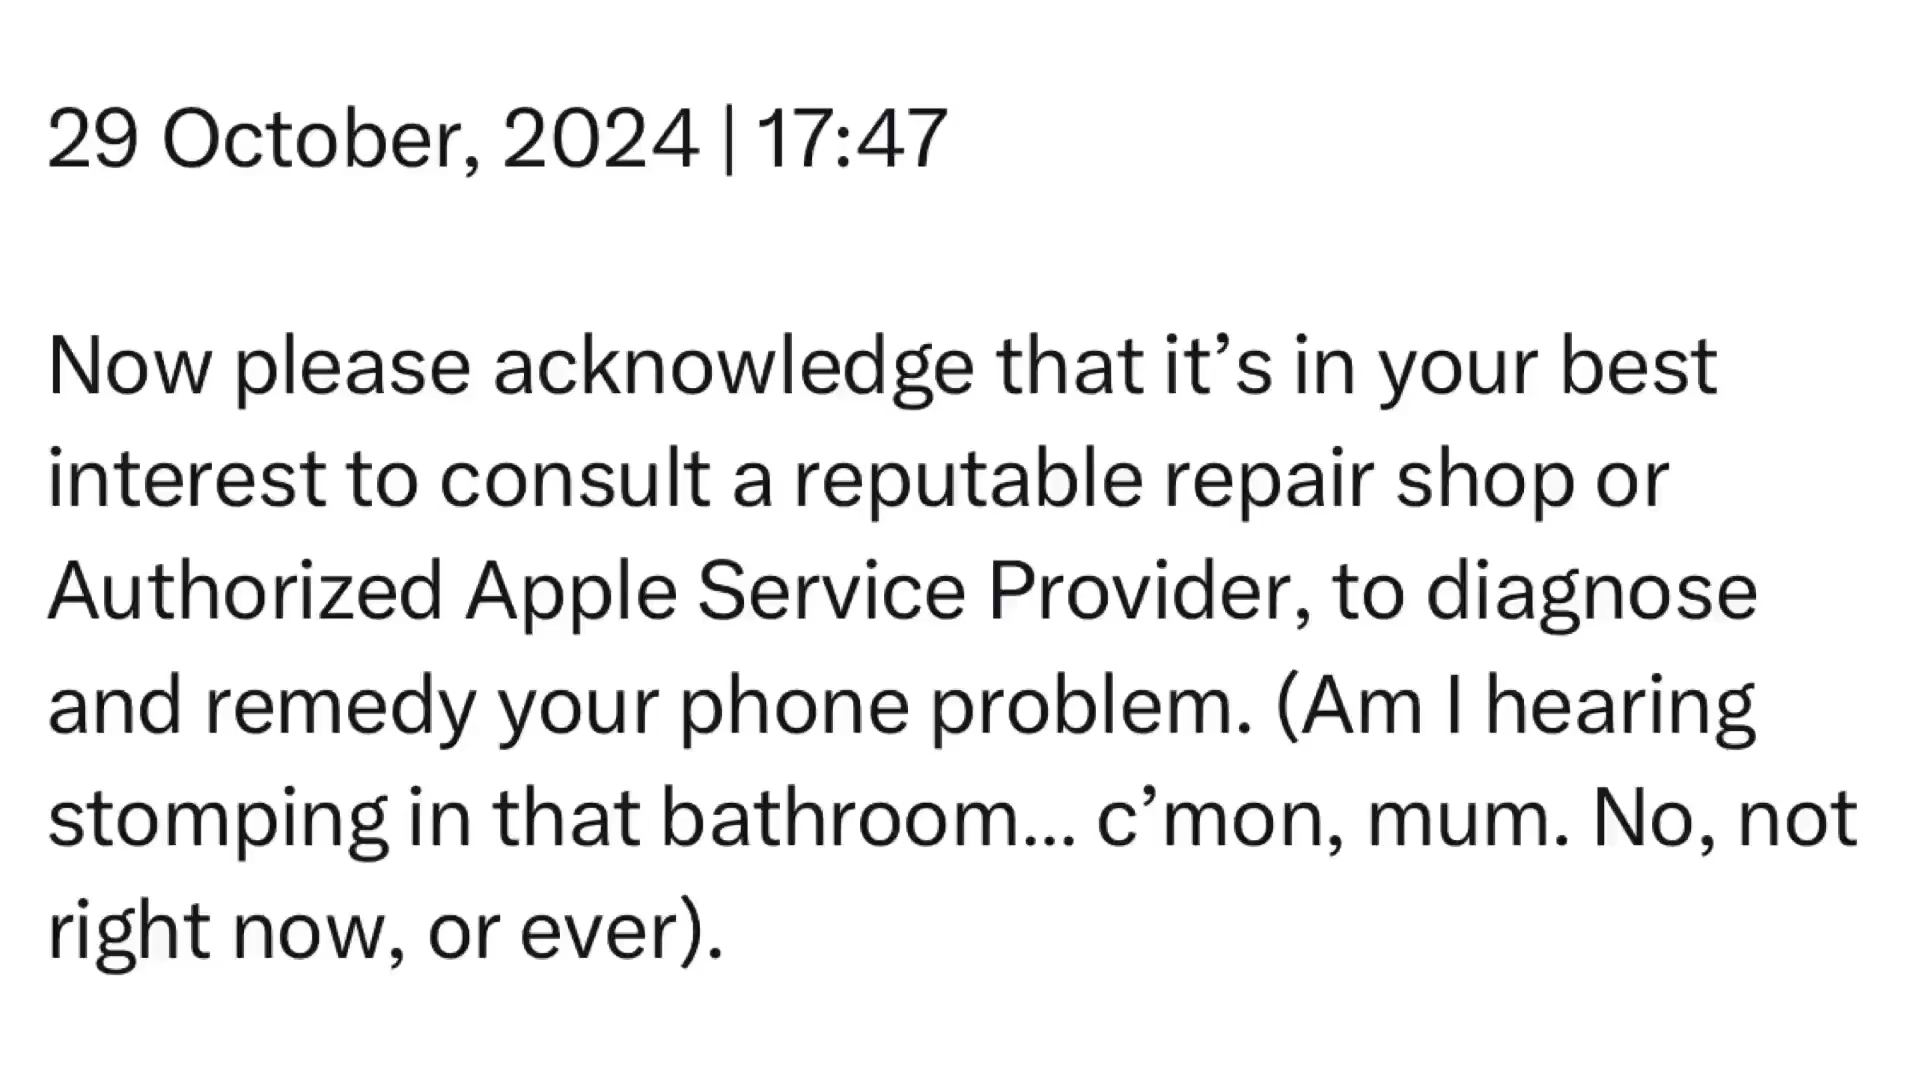 29 October, 2024 | 17:47
Now please acknowledge that it’s in your best
interest to consult a reputable repair shop or
Authorized Apple Service Provider, to diagnose
and remedy your phone problem. (Am I hearing
stomping in that bathroom... c’mon, mum. No, not
right now, or ever).